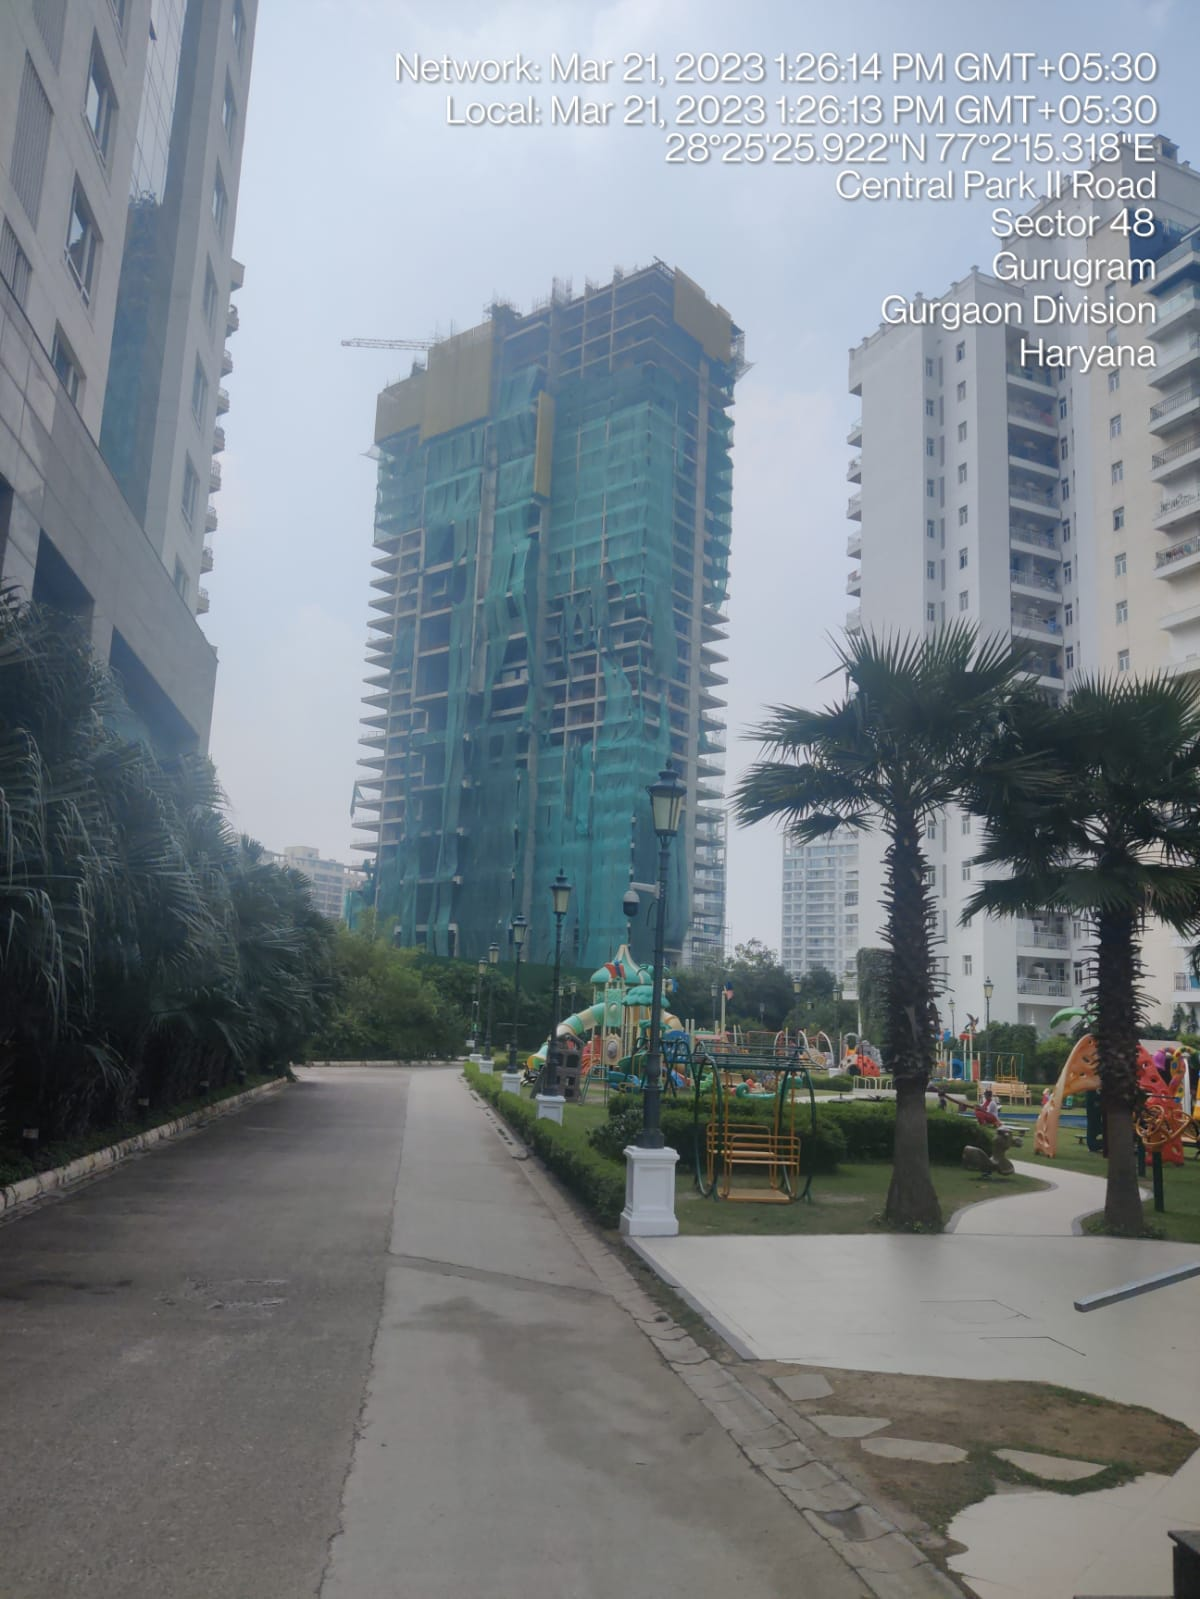 Network: Mar 21, 2023 1:26:14 PM GMT+05:30
Local: Mar 21, 2023 1:26:13 PM GMT+05:30
28°25'25.922"N 77°2'15.318"E
Central Park II Road
Sector 48
Gurugram
Gurgaon Division
Haryana